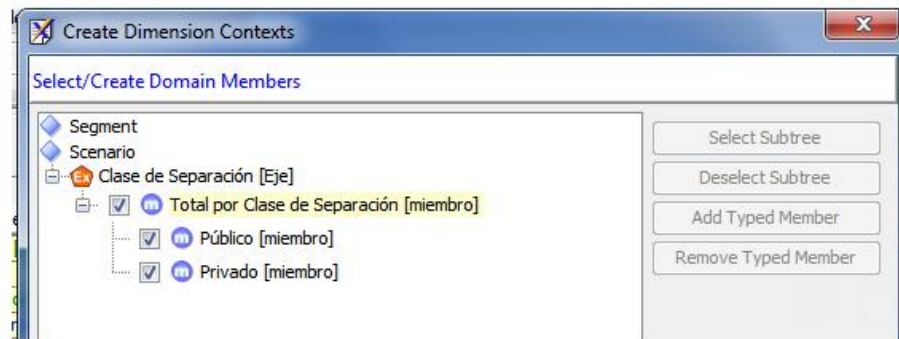 Create Dimension Contexts
Select/Create Domain Members
Segment
Scenario
Ex Clase de Separación [Eje]
m Total por Clase de Separación [miembro]
m Público [miembro]
m Privado [miembro]
Select Subtree
Deselect Subtree
Add Typed Member
Remove Typed Member